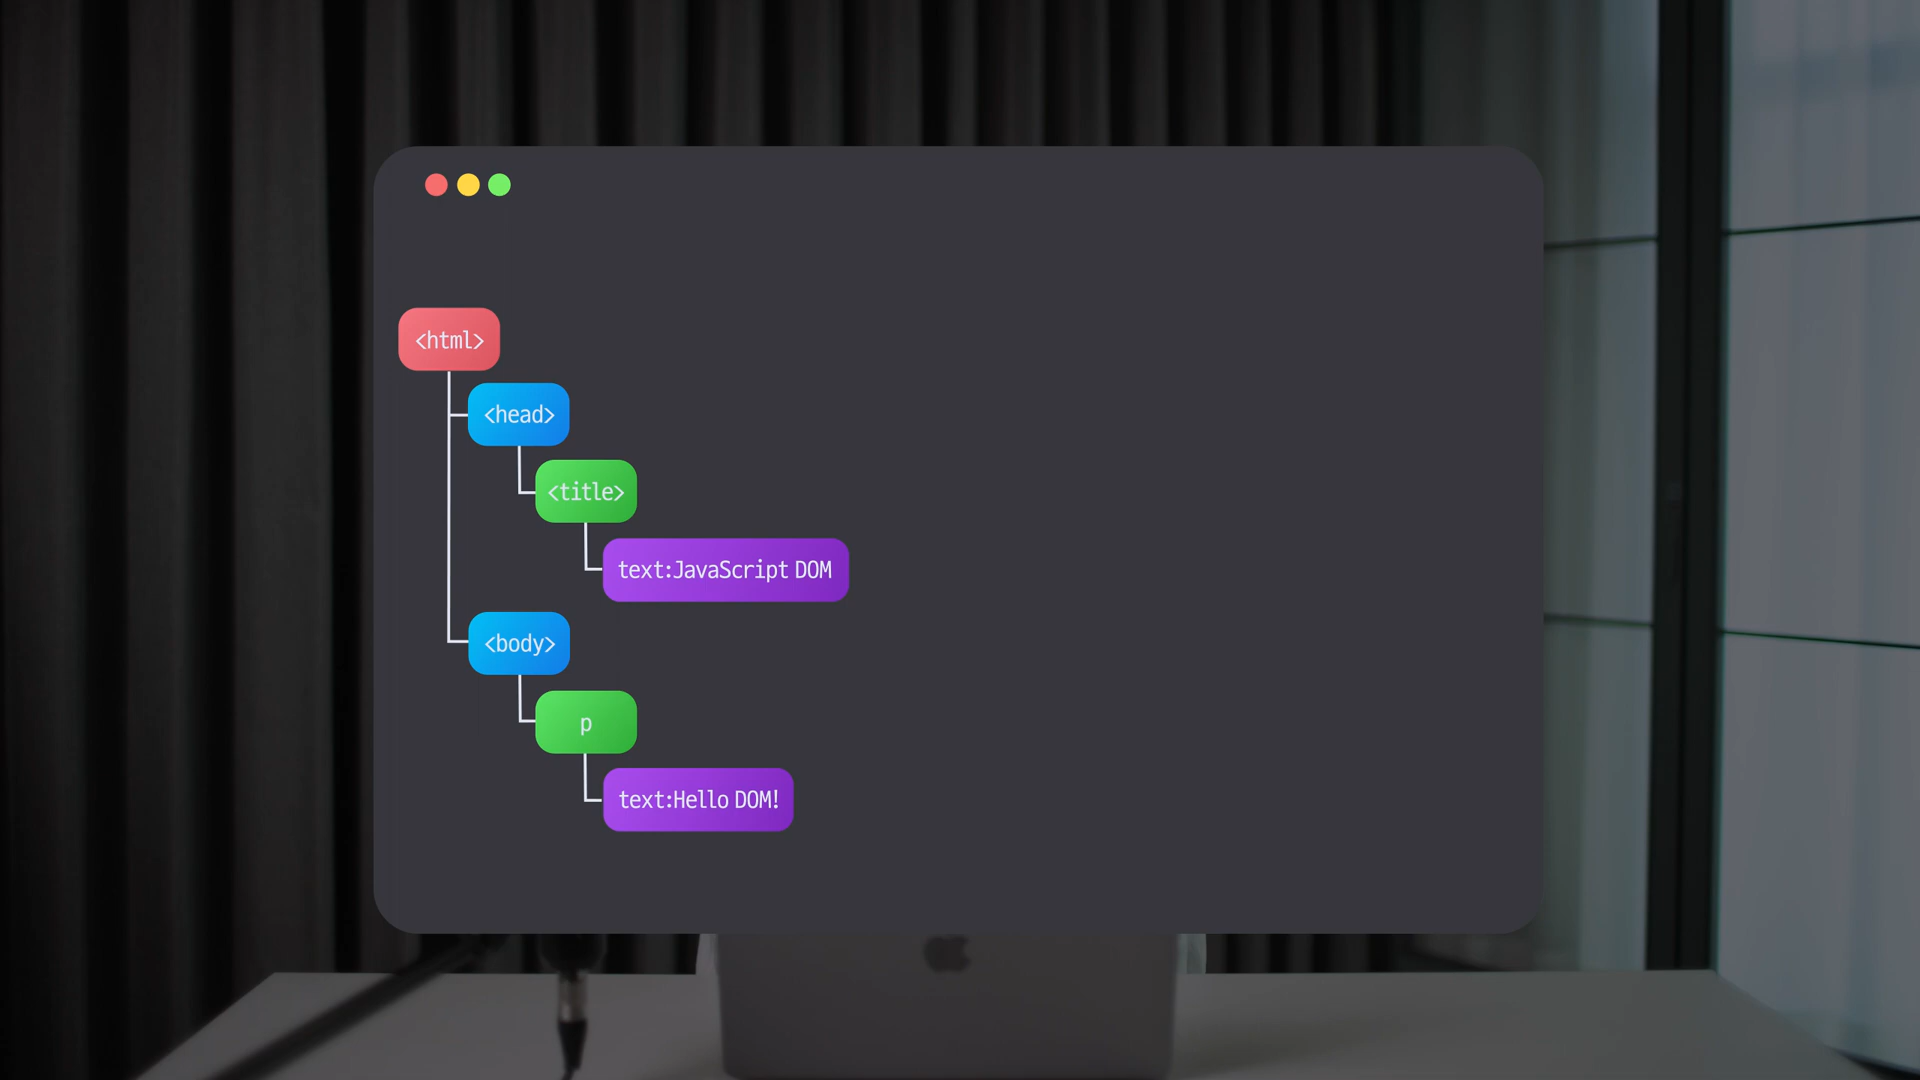 <html>
<head>
<title>
text:JavaScript DOM
<body>
p
text:Hello DOM!